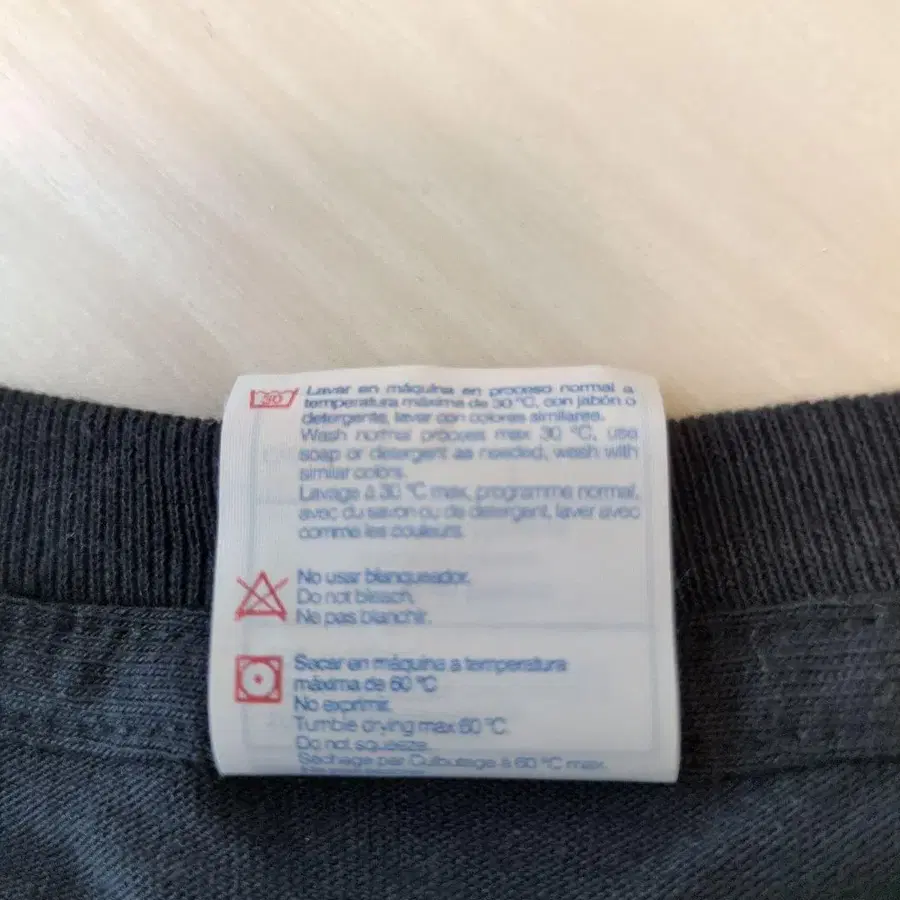 30
Lavar en máquina en proceso normal a
temperatura máxima de 30 °C, con jabón o
detergente, lavar con colores similares.
Wash normal process max 30 °C, use
soap or detergent as needed, wash with
similar colors.
Lavage à 30 °C max, programme normal,
avec du savon ou de detergent, laver avec
comme les couleurs.
No usar blanqueador.
Do not bleach.
Ne pas blanchir.
Secar en máquina a temperatura
máxima de 60 °C
No exprimir.
Tumble drying max 60 °C.
Do not squeeze.
Séchage par Culbutage à 60 °C max.